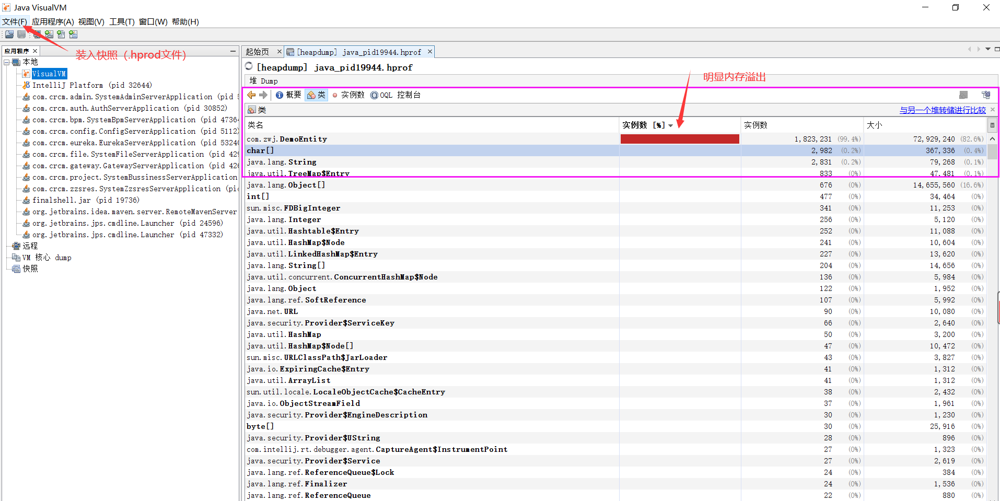 Java VisualVM
文件(F) 应用程序(A) 视图(V) 工具(T) 窗口(W) 帮助(H)
装入快照（.hprod文件）
应用程序
本地
VisualVM
IntelliJ Platform (pid 32644)
com.crcm.admin.SystemAdminServerApplication (pid 5
com.crcm.auth.AuthServerApplication (pid 30852)
com.crcm.bpm.SystemBpmServerApplication (pid 47364
com.crcm.config.ConfigServerApplication (pid 5112)
com.crcm.eureka.EurekaServerApplication (pid 53240
com.crcm.file.SystemFileServerApplication (pid 429
com.crcm.gateway.GatewayServerApplication (pid 426
com.crcm.project.SystemBussinessServerApplication
com.crcm.zzsres.SystemZzsresServerApplication (pid
finalshell.jar (pid 19736)
org.jetbrains.idea.maven.server.RemoteMavenServer
org.jetbrains.jps.cmdline.Launcher (pid 24596)
org.jetbrains.jps.cmdline.Launcher (pid 47332)
远程
VM 核心 dump
快照
起始页 [heapdump] java_pid19944.hprof
[heapdump] java_pid19944.hprof
堆 Dump
明显内存溢出
概要 类 实例数 OQL 控制台
类 与另一个堆转储进行比较
类名 实例数 [%] 实例数 大小
com.zwj.DemoEntity 1,823,231 (99.4%) 72,929,240 (82.6%)
char[] 2,982 (0.2%) 367,336 (0.4%)
java.lang.String 2,831 (0.2%) 79,268 (0.1%)
java.util.TreeMap$Entry 833 (0%) 47,481 (0.1%)
java.lang.Object[] 676 (0%) 14,655,560 (16.6%)
int[] 477 (0%) 34,464 (0%)
sun.misc.FDBigInteger 341 (0%) 11,253 (0%)
java.lang.Integer 256 (0%) 5,120 (0%)
java.util.Hashtable$Entry 252 (0%) 11,088 (0%)
java.util.HashMap$Node 241 (0%) 10,604 (0%)
java.util.LinkedHashMap$Entry 227 (0%) 13,620 (0%)
java.lang.String[] 204 (0%) 14,656 (0%)
java.util.concurrent.ConcurrentHashMap$Node 136 (0%) 5,984 (0%)
java.lang.Object 122 (0%) 1,952 (0%)
java.lang.ref.SoftReference 107 (0%) 5,992 (0%)
java.net.URL 90 (0%) 10,080 (0%)
java.security.Provider$ServiceKey 66 (0%) 2,640 (0%)
java.util.HashMap 50 (0%) 3,200 (0%)
java.util.HashMap$Node[] 47 (0%) 10,472 (0%)
sun.misc.URLClassPath$JarLoader 43 (0%) 3,827 (0%)
java.io.ExpiringCache$Entry 41 (0%) 1,312 (0%)
java.util.ArrayList 41 (0%) 1,312 (0%)
sun.util.locale.LocaleObjectCache$CacheEntry 38 (0%) 2,432 (0%)
java.io.ObjectStreamField 37 (0%) 1,961 (0%)
java.security.Provider$EngineDescription 30 (0%) 1,230 (0%)
byte[] 30 (0%) 25,916 (0%)
java.security.Provider$UString 28 (0%) 896 (0%)
com.intellij.rt.debugger.agent.CaptureAgent$InstrumentPoint 27 (0%) 1,323 (0%)
java.security.Provider$Service 27 (0%) 2,619 (0%)
java.lang.ref.ReferenceQueue$Lock 24 (0%) 384 (0%)
java.lang.ref.Finalizer 24 (0%) 1,536 (0%)
java.lang.ref.ReferenceQueue 22 (0%) 880 (0%)